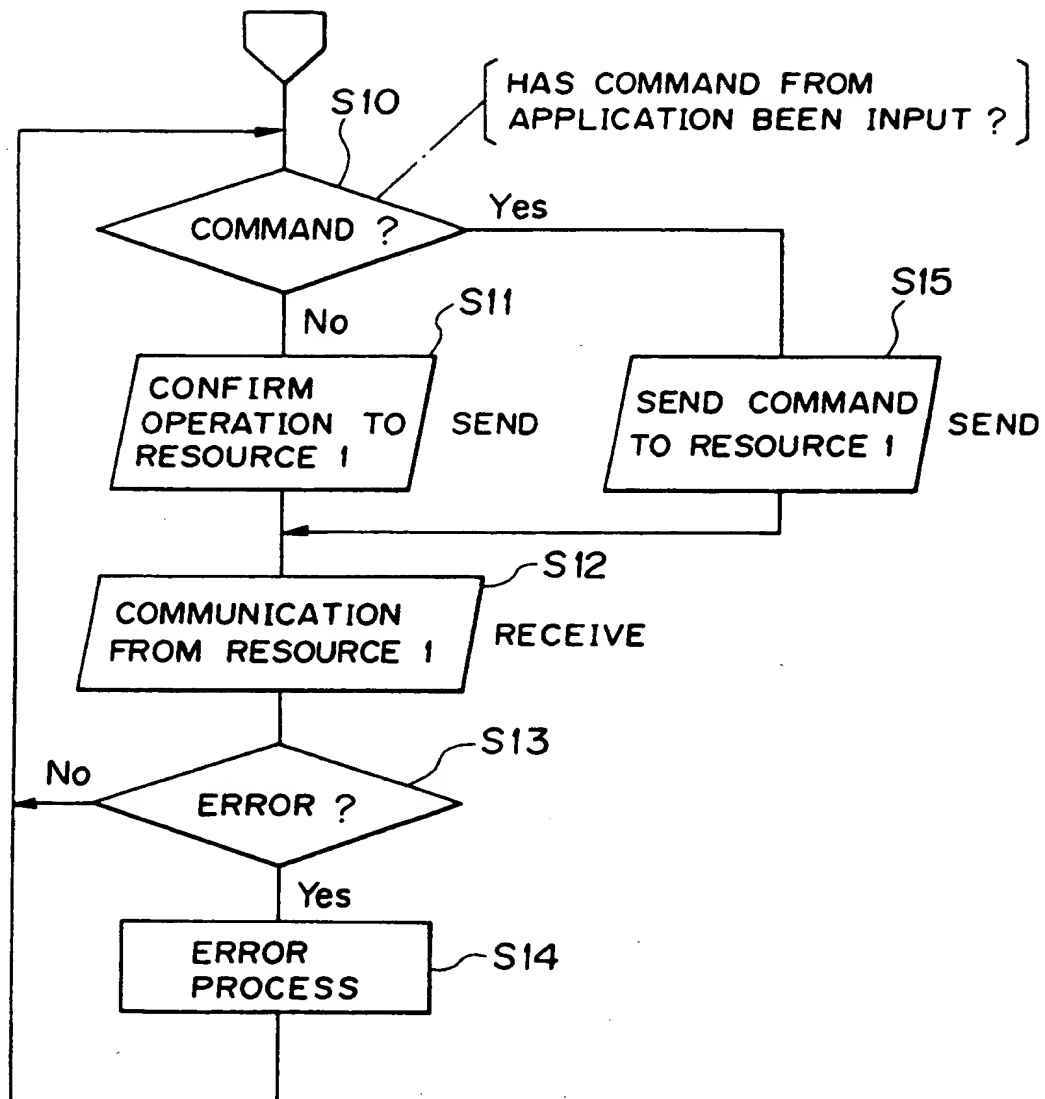 HAS COMMAND FROM
APPLICATION BEEN INPUT ?
S10
COMMAND ?
Yes
No
S11
S15
CONFIRM
OPERATION TO
RESOURCE 1
SEND
SEND COMMAND
TO RESOURCE 1
SEND
S12
COMMUNICATION
FROM RESOURCE 1
RECEIVE
S13
No
ERROR ?
Yes
ERROR
PROCESS
S14